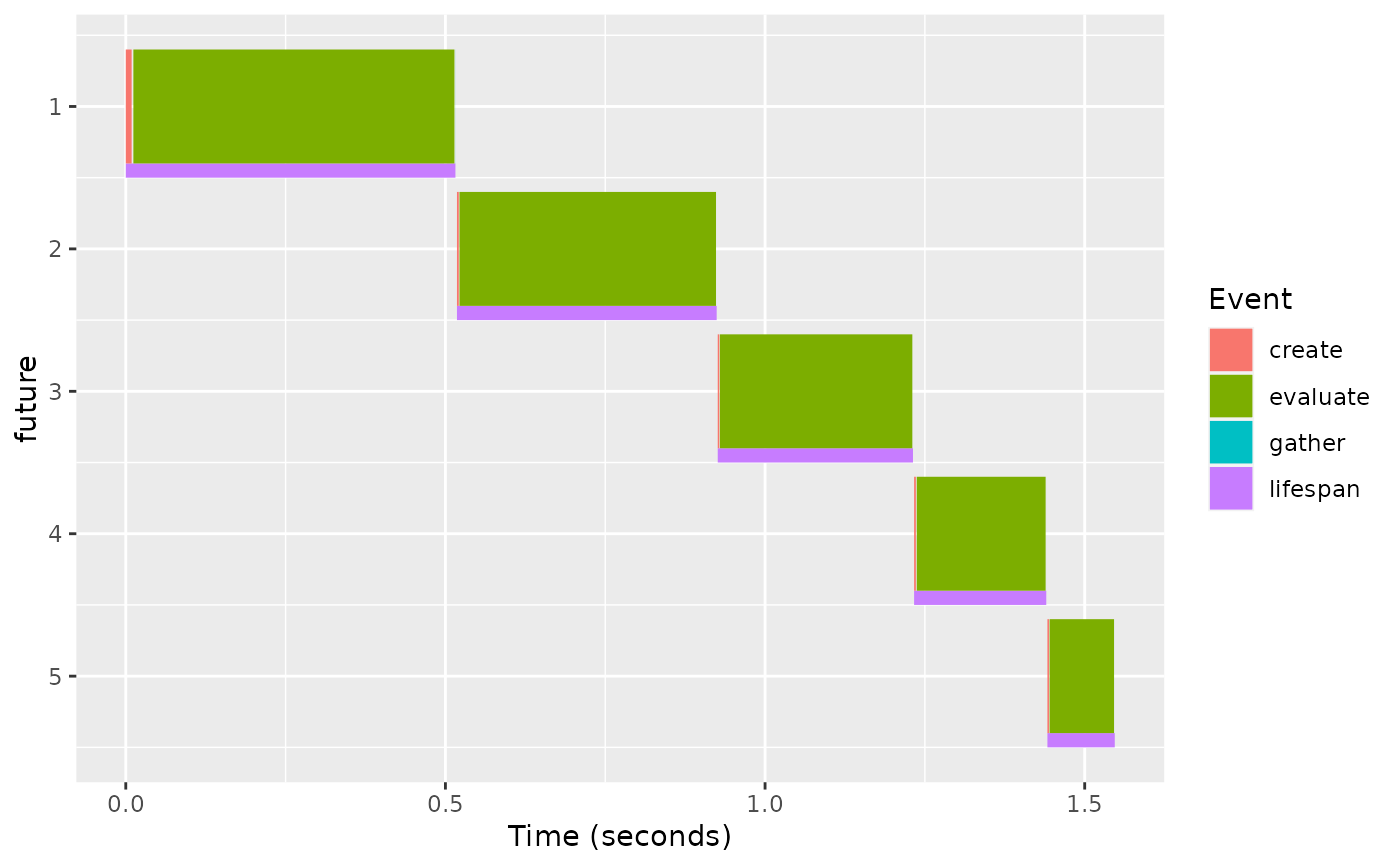 future
1
2
3
4
5
0.0
0.5
1.0
1.5
Time (seconds)
Event
create
evaluate
gather
lifespan